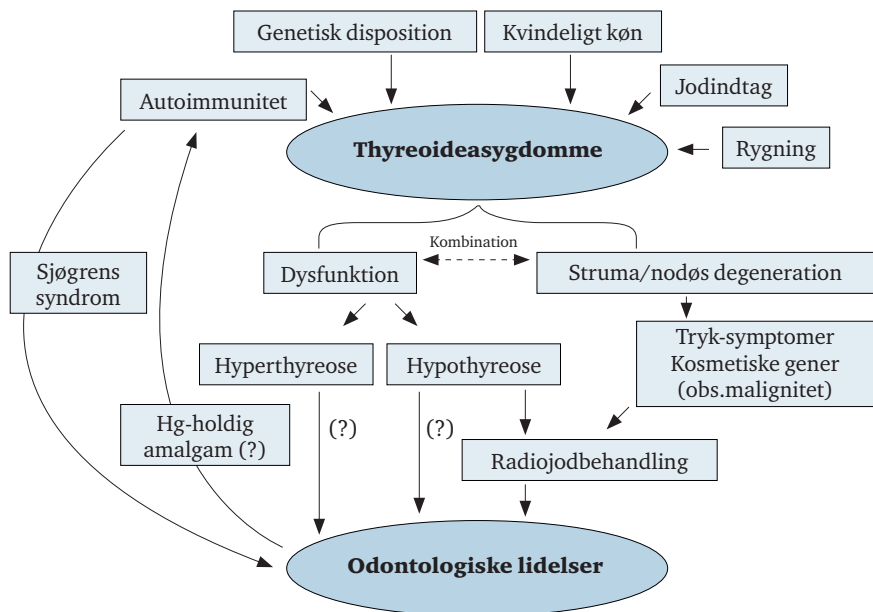 Genetisk disposition
Kvindeligt køn
Autoimmunitet
Jodindtag
Thyreoideasygdomme
Rygning
Kombination
Sjøgrens
syndrom
Dysfunktion
Struma/nodøs degeneration
Tryk-symptomer
Kosmetiske gener
(obs.malignitet)
Hyperthyreose
Hypothyreose
Hg-holdig
amalgam (?)
(?)
(?)
Radiojodbehandling
Odontologiske lidelser